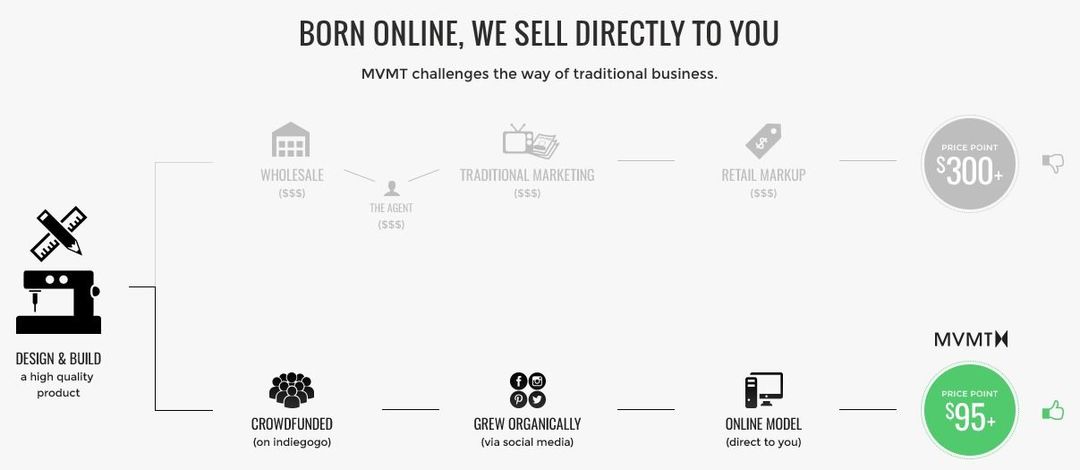 BORN ONLINE, WE SELL DIRECTLY TO YOU
MVMT challenges the way of traditional business.
WHOLESALE
($$$)
THE AGENT
($$$)
TRADITIONAL MARKETING
($$$)
RETAIL MARKUP
($$$)
PRICE POINT
$300+
DESIGN & BUILD
a high quality
product
CROWDFUNDED
(on indiegogo)
GREW ORGANICALLY
(via social media)
ONLINE MODEL
(direct to you)
MVMT
PRICE POINT
$95+